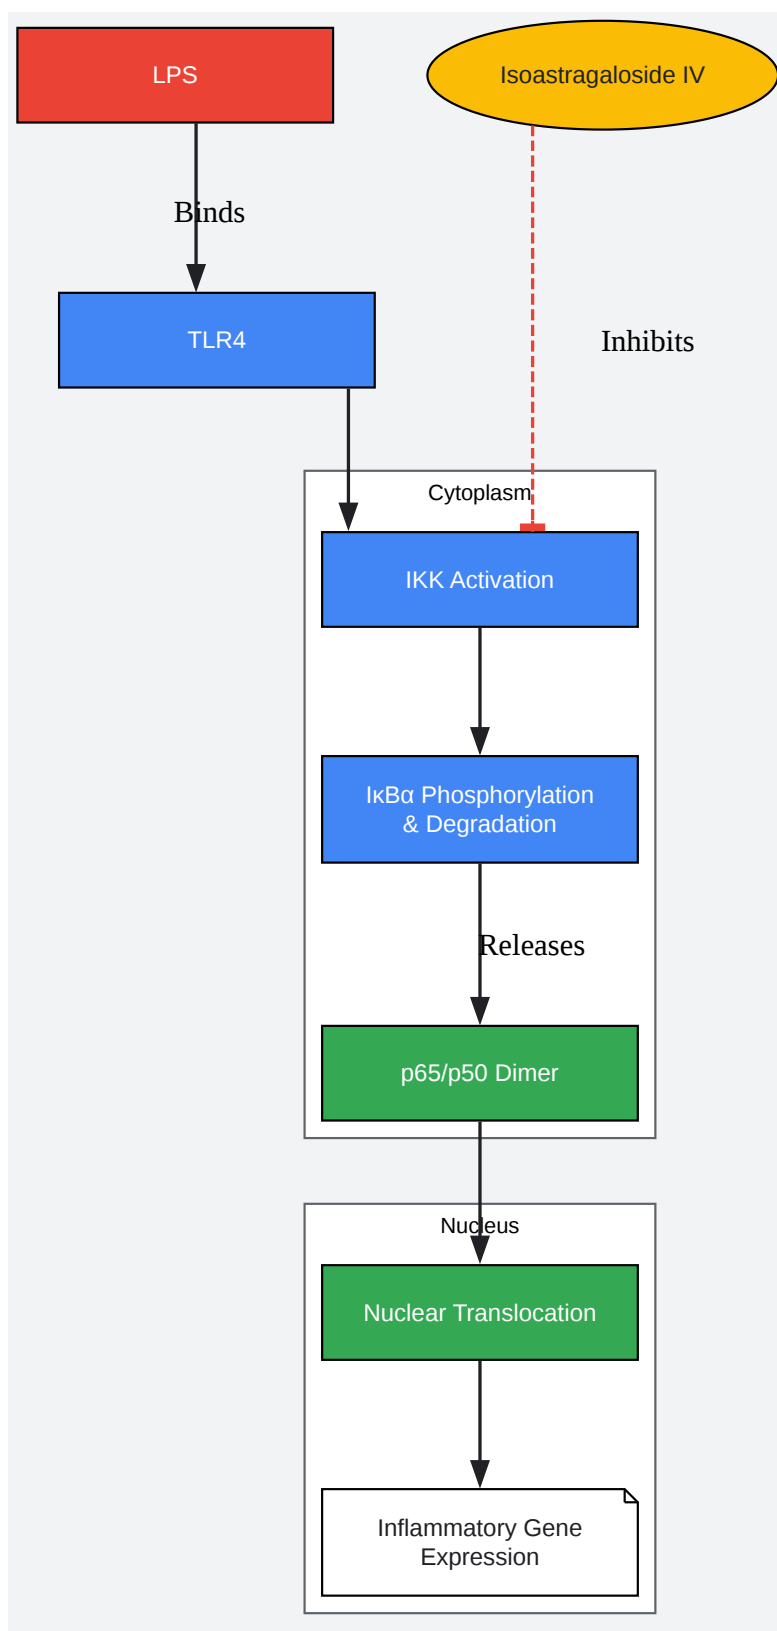 LPS
Isoastragaloside IV
Binds
TLR4
Inhibits
Cytoplasm
IKK Activation
IκBα Phosphorylation
& Degradation
Releases
p65/p50 Dimer
Nucleus
Nuclear Translocation
Inflammatory Gene
Expression